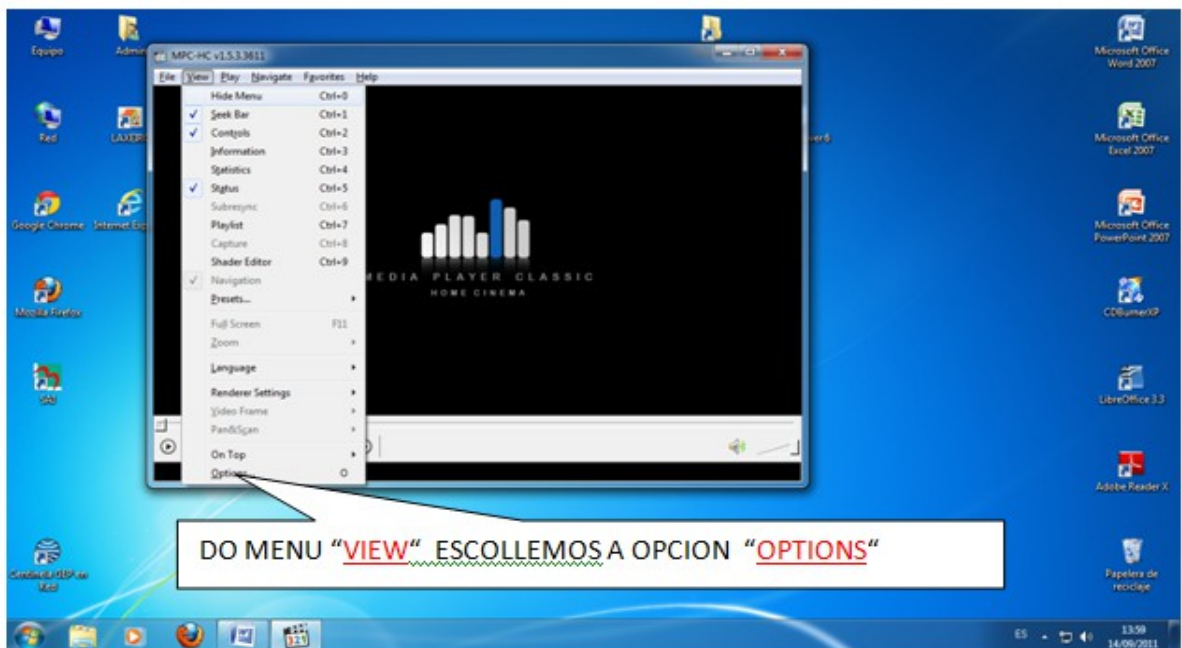 Equipo
Admin
Microsoft Office
Word 2007
MPC-HC v1.5.3.3611
File View Play Navigate Favorites Help
Hide Menu Ctrl+0
Seek Bar Ctrl+1
Controls Ctrl+2
Information Ctrl+3
Statistics Ctrl+4
Status Ctrl+5
Subresync Ctrl+6
Playlist Ctrl+7
Capture Ctrl+8
Shader Editor Ctrl+9
Navigation
Presets...
Full Screen F11
Zoom
Language
Renderer Settings
Video Frame
Pan&Scan
On Top
Options... O
MEDIA PLAYER CLASSIC
HOME CINEMA
Red
Microsoft Office
Excel 2007
Google Chrome
Internet Exp
Microsoft Office
PowerPoint 2007
Mozilla Firefox
CDBurnerXP
LibreOffice 3.3
Adobe Reader X
DO MENU “VIEW“ ESCOLLEMOS A OPCION “OPTIONS“
Red
Papelera de
reciclaje
ES
13:59
14/09/2011